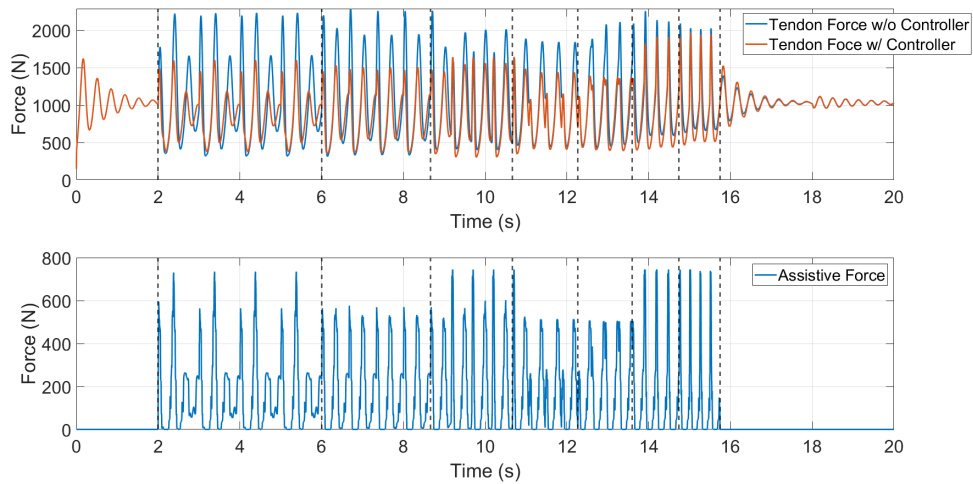 Tendon Force w/o Controller
Tendon Foce w/ Controller
2000
1500
1000
500
0
Force (N)
0 2 4 6 8 10 12 14 16 18 20
Time (s)
Assistive Force
800
600
400
200
0
Force (N)
0 2 4 6 8 10 12 14 16 18 20
Time (s)